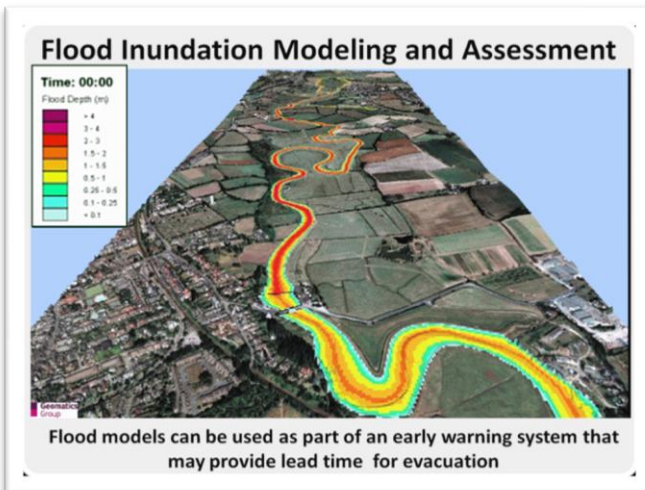 Flood Inundation Modeling and Assessment
Time: 00:00
Flood Depth (m)
> 4
3 - 4
2 - 3
1.5 - 2
1 - 1.5
0.5 - 1
0.25 - 0.5
0.1 - 0.25
< 0.1
Geomatics
Group
Flood models can be used as part of an early warning system that
may provide lead time for evacuation